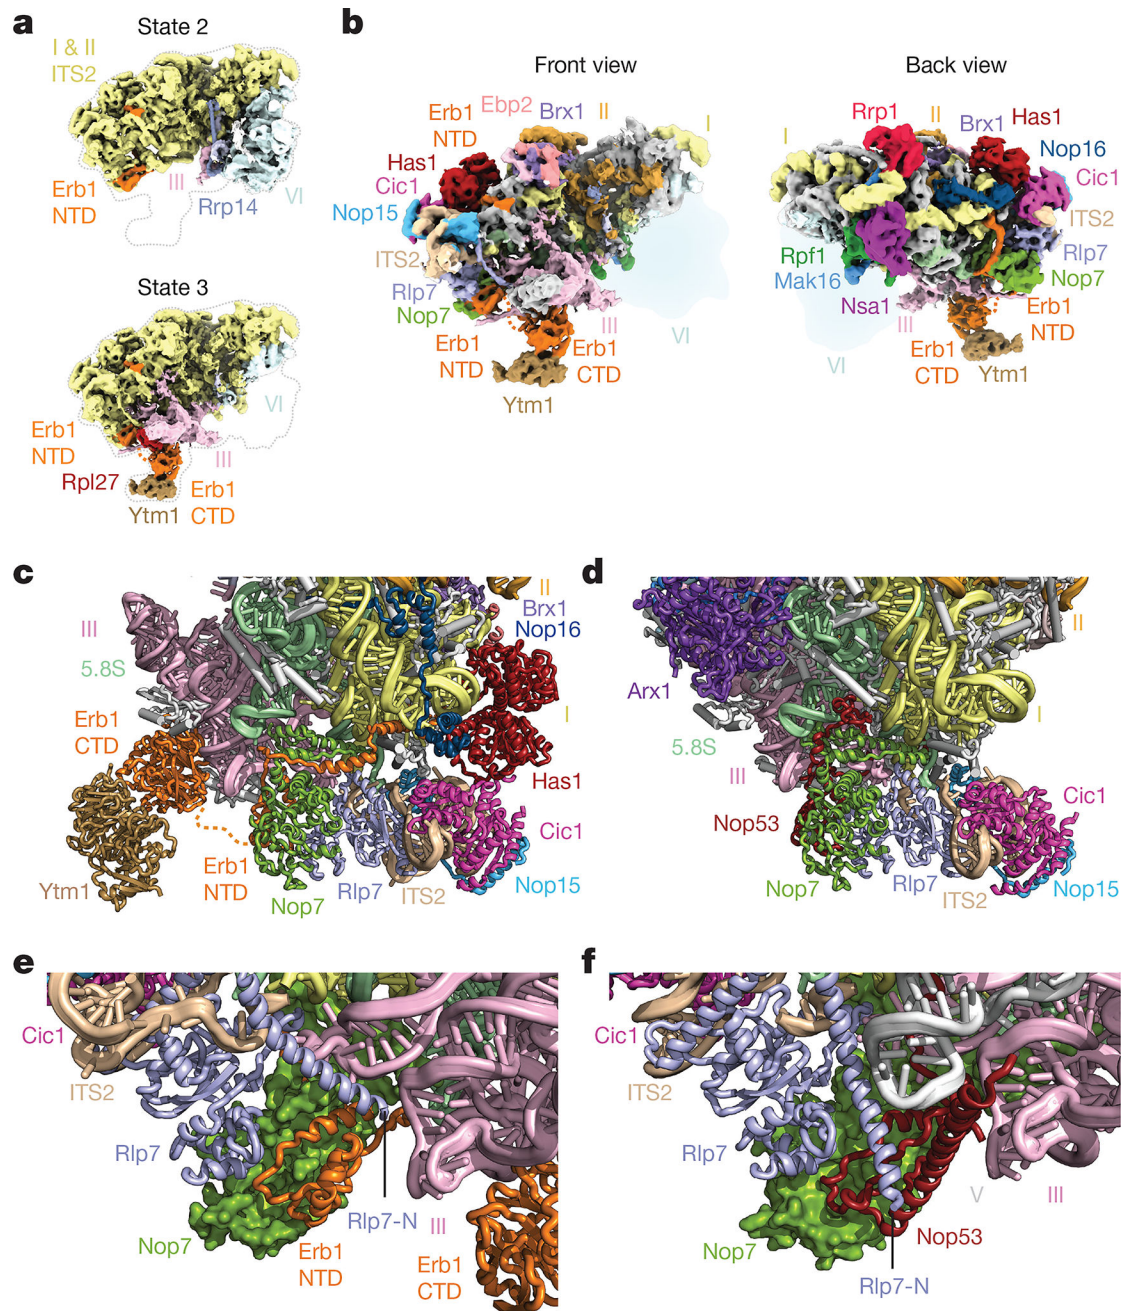 a
State 2
I & II
ITS2
Erb1
NTD
III
Rrp14
VI
State 3
Erb1
NTD
VI
III
Rpl27
Erb1
CTD
Ytm1
b
Front view
Back view
Erb1
NTD
Ebp2
Brx1
II
I
Has1
Cic1
Nop15
ITS2
Rlp7
Nop7
Erb1
NTD
Erb1
CTD
III
VI
Ytm1
Rrp1
II
Brx1
Has1
I
Nop16
Cic1
ITS2
Rlp7
Nop7
Rpf1
Mak16
Nsa1
III
Erb1
NTD
Erb1
CTD
VI
Ytm1
c
II
Brx1
Nop16
III
5.8S
Erb1
CTD
I
Has1
Cic1
Ytm1
Erb1
NTD
Nop7
Rlp7
ITS2
Nop15
d
II
Arx1
I
5.8S
III
Nop53
Cic1
Nop7
Rlp7
ITS2
Nop15
e
Cic1
ITS2
Rlp7
Nop7
Erb1
NTD
Rlp7-N
III
Erb1
CTD
f
Cic1
ITS2
Rlp7
V
III
Nop7
Nop53
Rlp7-N